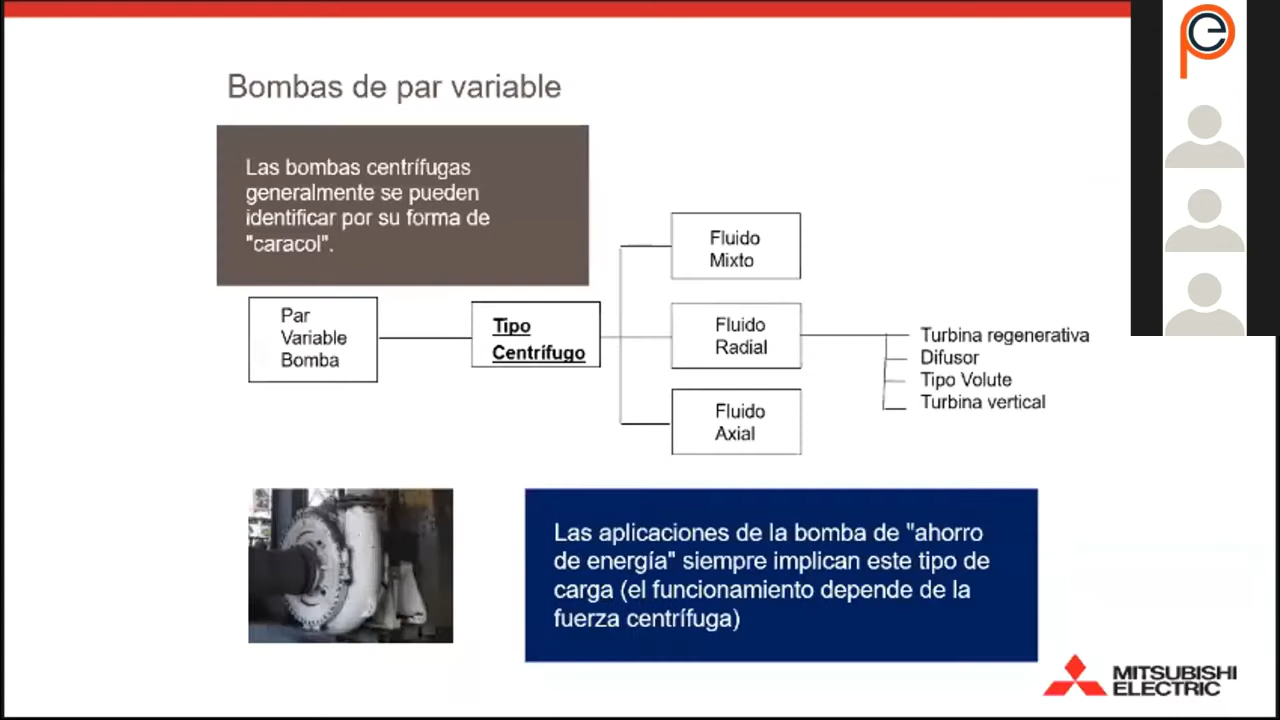 Bombas de par variable
Las bombas centrífugas
generalmente se pueden
identificar por su forma de
"caracol".
Par
Variable
Bomba
Tipo
Centrífugo
Fluido
Mixto
Fluido
Radial
Fluido
Axial
Turbina regenerativa
Difusor
Tipo Volute
Turbina vertical
Las aplicaciones de la bomba de "ahorro
de energía" siempre implican este tipo de
carga (el funcionamiento depende de la
fuerza centrífuga)
MITSUBISHI
ELECTRIC